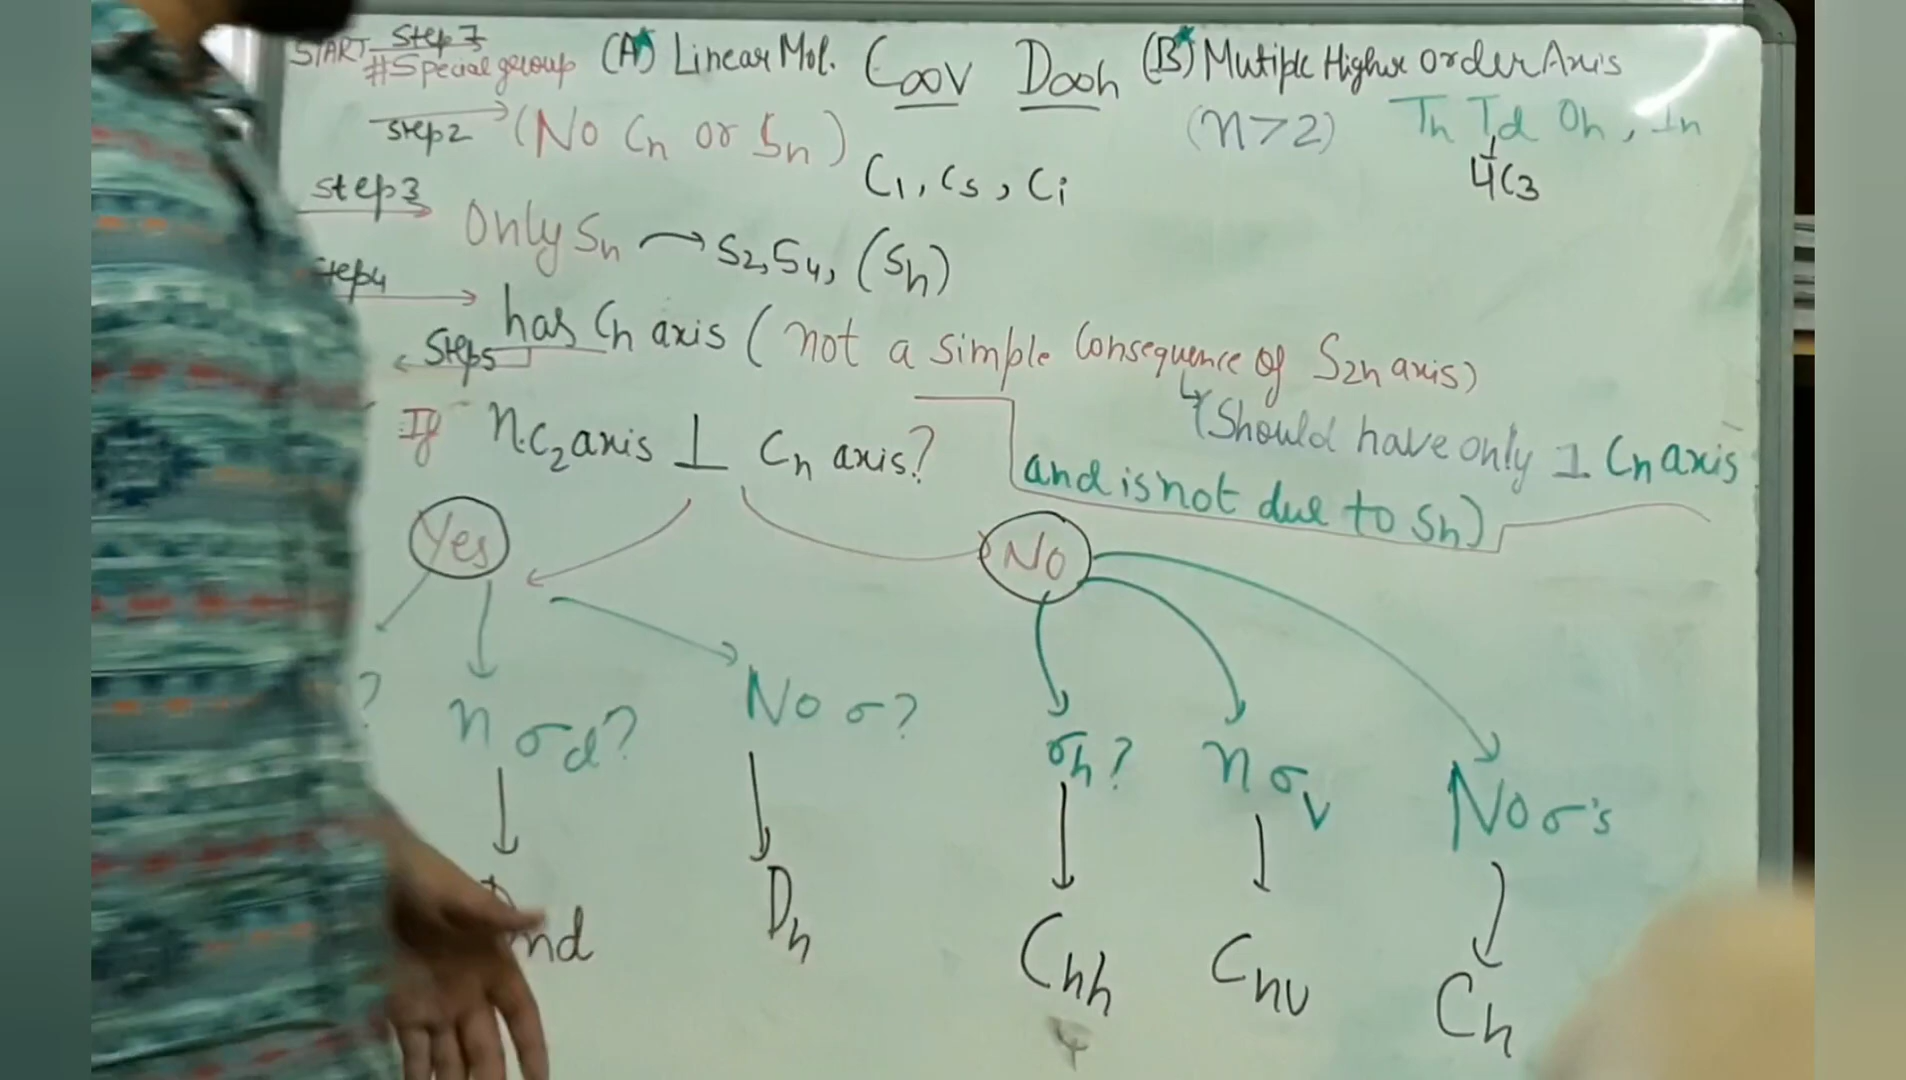 START Step 7
#Special group (A) Linear Mol. C∞v D∞h (B) Mutiple Higher order Axis
(n>2) Th Td Oh, In
4C3
step2 (No Cn or Sn)
C1, Cs, Ci
step3 only Sn → S2, S4, (Sn)
step4 has Cn axis (not a simple Consequence of S2n axis)
Step5
(Should have only 1 Cn axis
and is not due to Sn)
If n.C2 axis ⊥ Cn axis?
Yes No
? n σd? No σ? σh? n σv No σ's
nd Dn Cnh Cnv Cn